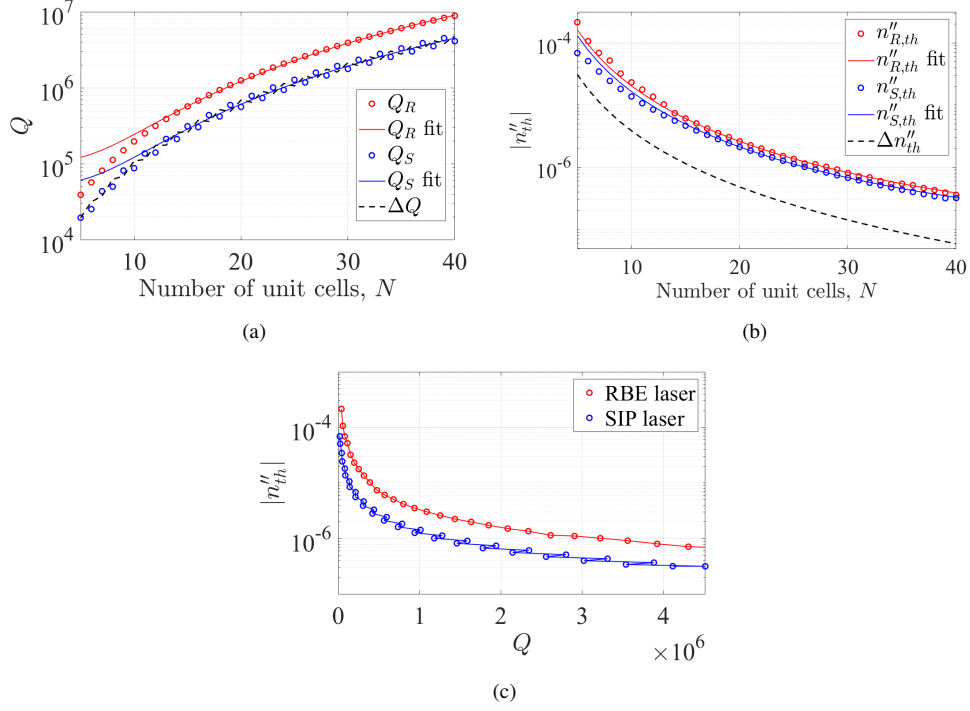 10^7
10^6
10^5
10^4
Q
10
20
30
40
Number of unit cells, N
Q_R
Q_R fit
Q_S
Q_S fit
ΔQ
(a)
10^-4
10^-6
|n''_th|
10
20
30
40
Number of unit cells, N
n''_R,th
n''_R,th fit
n''_S,th
n''_S,th fit
Δn''_th
(b)
10^-4
10^-6
|n''_th|
0
1
2
3
4
Q
×10^6
RBE laser
SIP laser
(c)